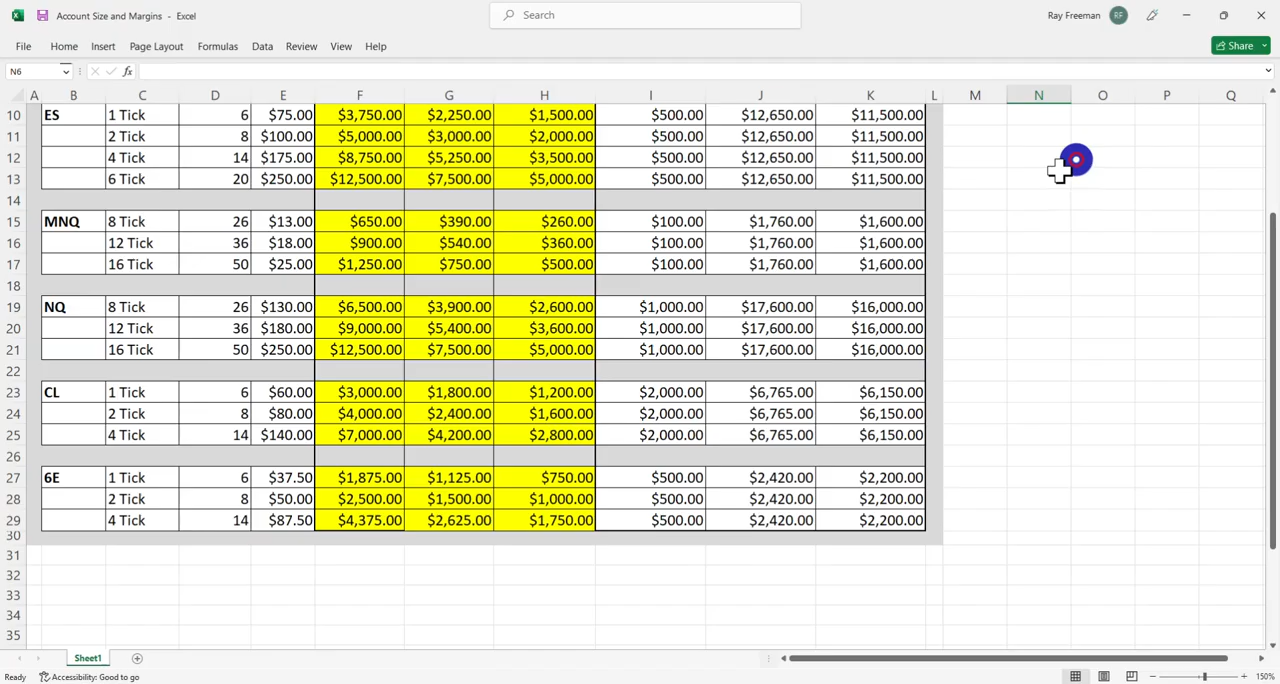 Account Size and Margins - Excel
Search
Ray Freeman RF
File Home Insert Page Layout Formulas Data Review View Help Share
N6 fx
A B C D E F G H I J K L M N O P Q
10 ES 1 Tick 6 $75.00 $3,750.00 $2,250.00 $1,500.00 $500.00 $12,650.00 $11,500.00
11 2 Tick 8 $100.00 $5,000.00 $3,000.00 $2,000.00 $500.00 $12,650.00 $11,500.00
12 4 Tick 14 $175.00 $8,750.00 $5,250.00 $3,500.00 $500.00 $12,650.00 $11,500.00
13 6 Tick 20 $250.00 $12,500.00 $7,500.00 $5,000.00 $500.00 $12,650.00 $11,500.00
14
15 MNQ 8 Tick 26 $13.00 $650.00 $390.00 $260.00 $100.00 $1,760.00 $1,600.00
16 12 Tick 36 $18.00 $900.00 $540.00 $360.00 $100.00 $1,760.00 $1,600.00
17 16 Tick 50 $25.00 $1,250.00 $750.00 $500.00 $100.00 $1,760.00 $1,600.00
18
19 NQ 8 Tick 26 $130.00 $6,500.00 $3,900.00 $2,600.00 $1,000.00 $17,600.00 $16,000.00
20 12 Tick 36 $180.00 $9,000.00 $5,400.00 $3,600.00 $1,000.00 $17,600.00 $16,000.00
21 16 Tick 50 $250.00 $12,500.00 $7,500.00 $5,000.00 $1,000.00 $17,600.00 $16,000.00
22
23 CL 1 Tick 6 $60.00 $3,000.00 $1,800.00 $1,200.00 $2,000.00 $6,765.00 $6,150.00
24 2 Tick 8 $80.00 $4,000.00 $2,400.00 $1,600.00 $2,000.00 $6,765.00 $6,150.00
25 4 Tick 14 $140.00 $7,000.00 $4,200.00 $2,800.00 $2,000.00 $6,765.00 $6,150.00
26
27 6E 1 Tick 6 $37.50 $1,875.00 $1,125.00 $750.00 $500.00 $2,420.00 $2,200.00
28 2 Tick 8 $50.00 $2,500.00 $1,500.00 $1,000.00 $500.00 $2,420.00 $2,200.00
29 4 Tick 14 $87.50 $4,375.00 $2,625.00 $1,750.00 $500.00 $2,420.00 $2,200.00
30
31
32
33
34
35
Sheet1
Ready Accessibility: Good to go 150%